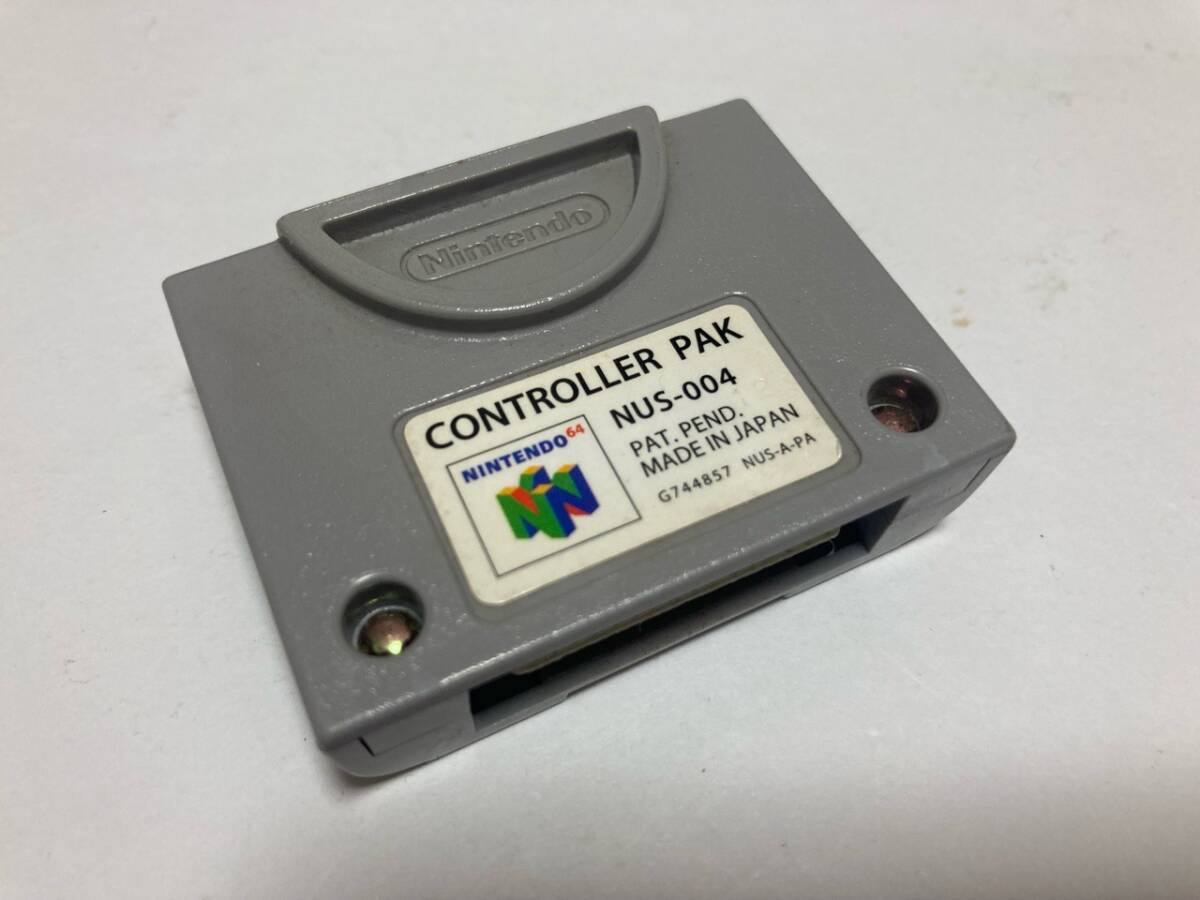 Nintendo
CONTROLLER PAK
NINTENDO64
NUS-004
PAT. PEND.
MADE IN JAPAN
G744857 NUS-A-PA